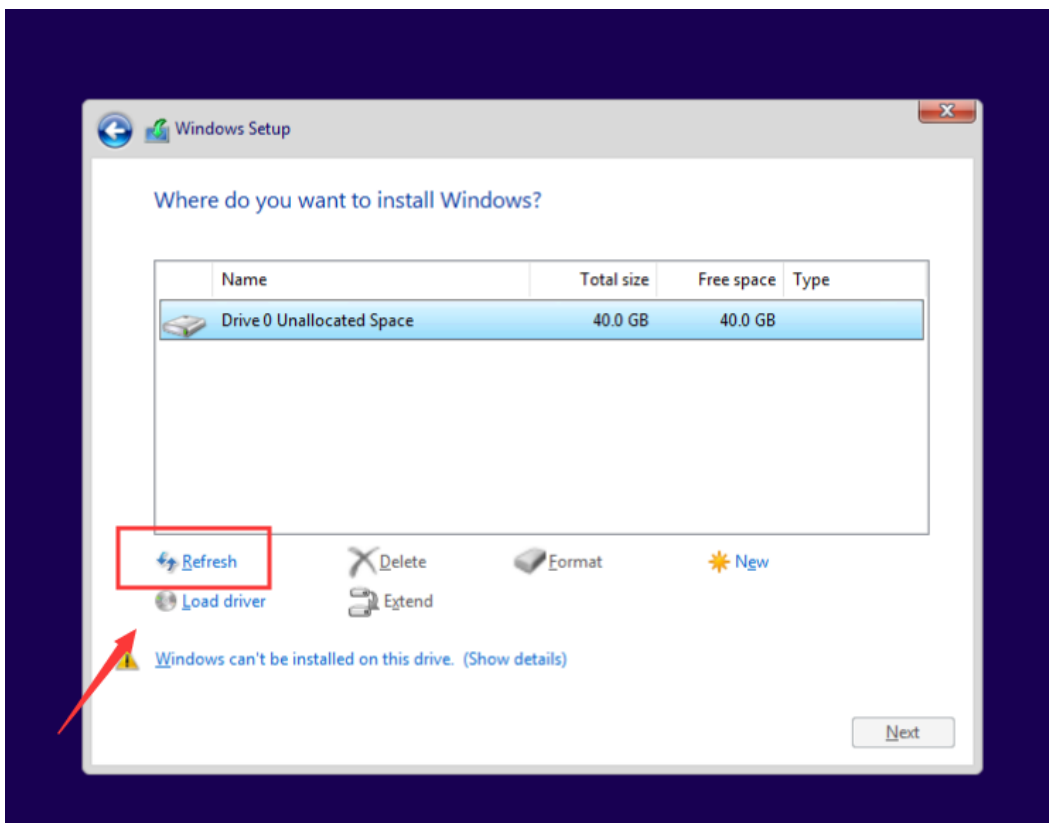 Windows Setup
Where do you want to install Windows?
Name Total size Free space Type
Drive 0 Unallocated Space 40.0 GB 40.0 GB
Refresh Delete Format New
Load driver Extend
Windows can't be installed on this drive. (Show details)
Next